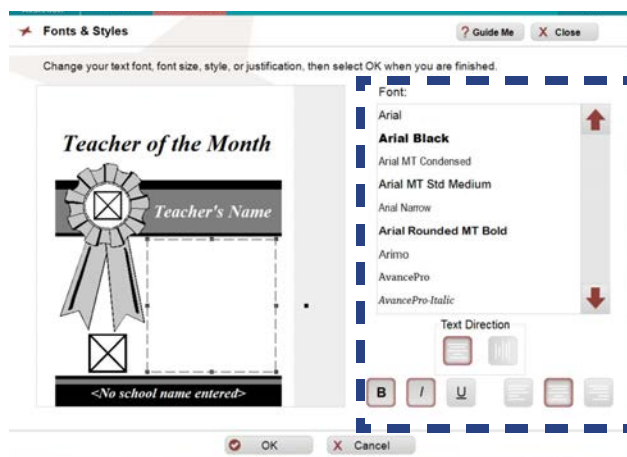 Fonts & Styles
? Guide Me
X Close
Change your text font, font size, style, or justification, then select OK when you are finished.
Teacher of the Month
Teacher's Name
<No school name entered>
Font:
Arial
Arial Black
Arial MT Condensed
Arial MT Std Medium
Arial Narrow
Arial Rounded MT Bold
Arimo
AvancePro
AvancePro-Italic
Text Direction
B I U
OK
X Cancel